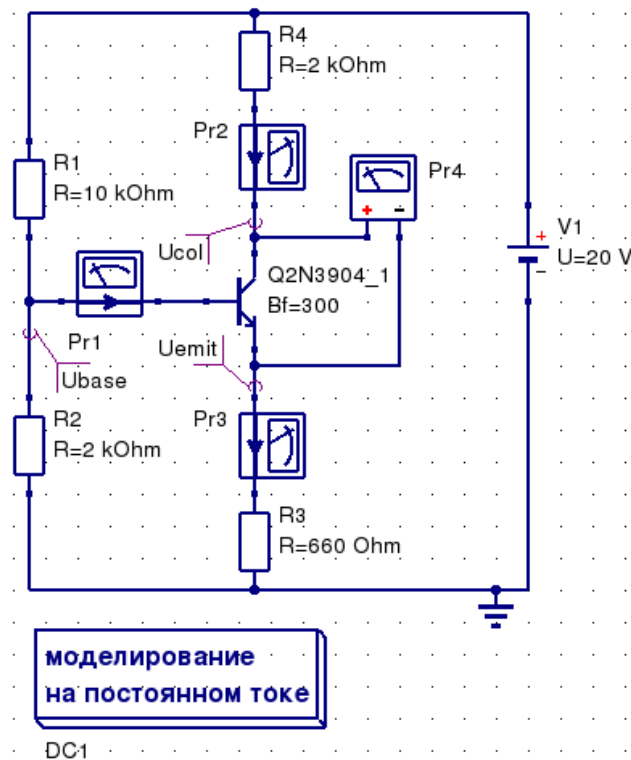 R4
R=2 kOhm
Pr2
R1
R=10 kOhm
Pr4
+ -
Ucol
V1
+
U=20 V
-
Q2N3904_1
Bf=300
Pr1
Uemit
Ubase
R2
R=2 kOhm
Pr3
R3
R=660 Ohm
моделирование
на постоянном токе
DC1